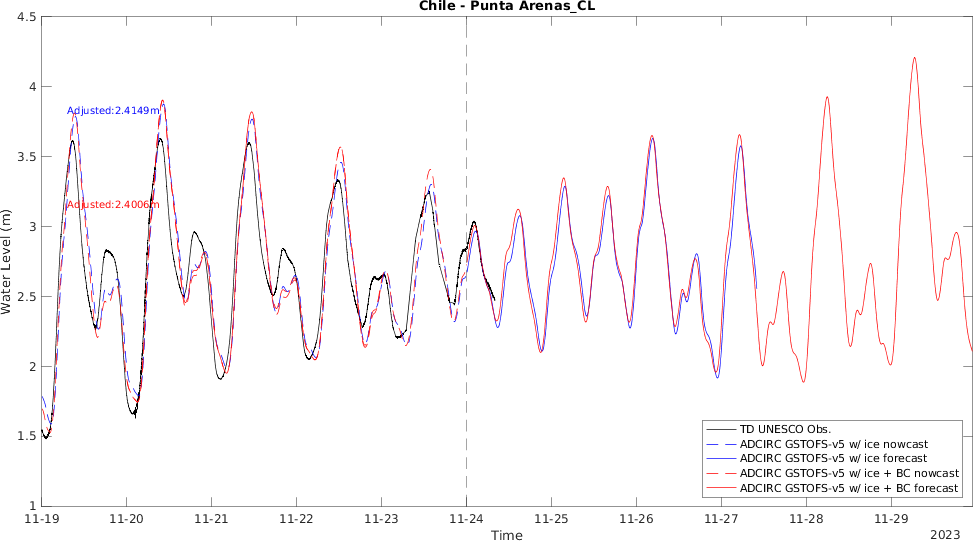 Chile - Punta Arenas_CL
Water Level (m)
4.5
4
3.5
3
2.5
2
1.5
1
Adjusted:2.4149m
Adjusted:2.4006m
TD UNESCO Obs.
ADCIRC GSTOFS-v5 w/ ice nowcast
ADCIRC GSTOFS-v5 w/ ice forecast
ADCIRC GSTOFS-v5 w/ ice + BC nowcast
ADCIRC GSTOFS-v5 w/ ice + BC forecast
11-19 11-20 11-21 11-22 11-23 11-24 11-25 11-26 11-27 11-28 11-29
Time
2023